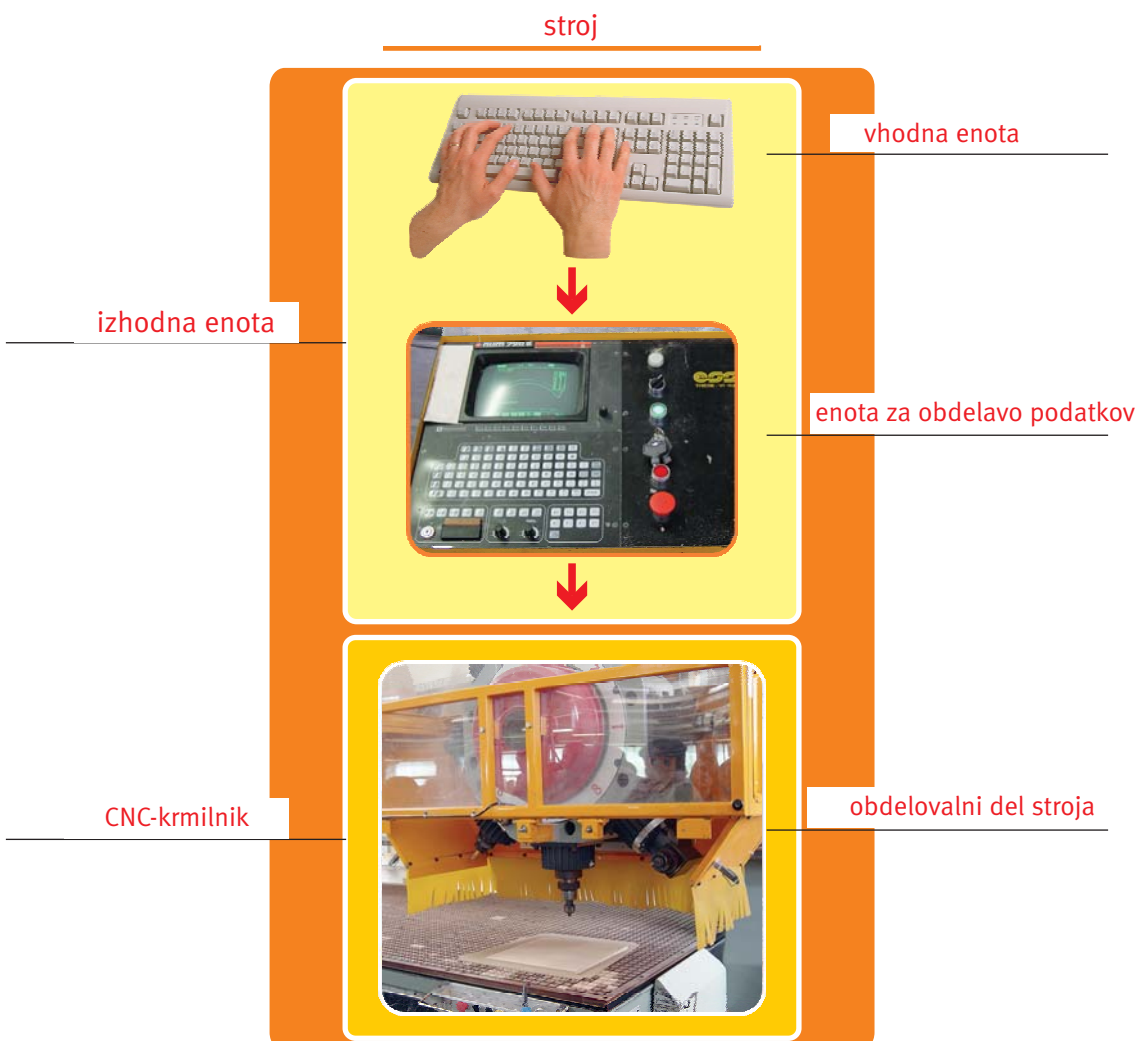 stroj
vhodna enota
izhodna enota
enota za obdelavo podatkov
CNC-krmilnik
obdelovalni del stroja